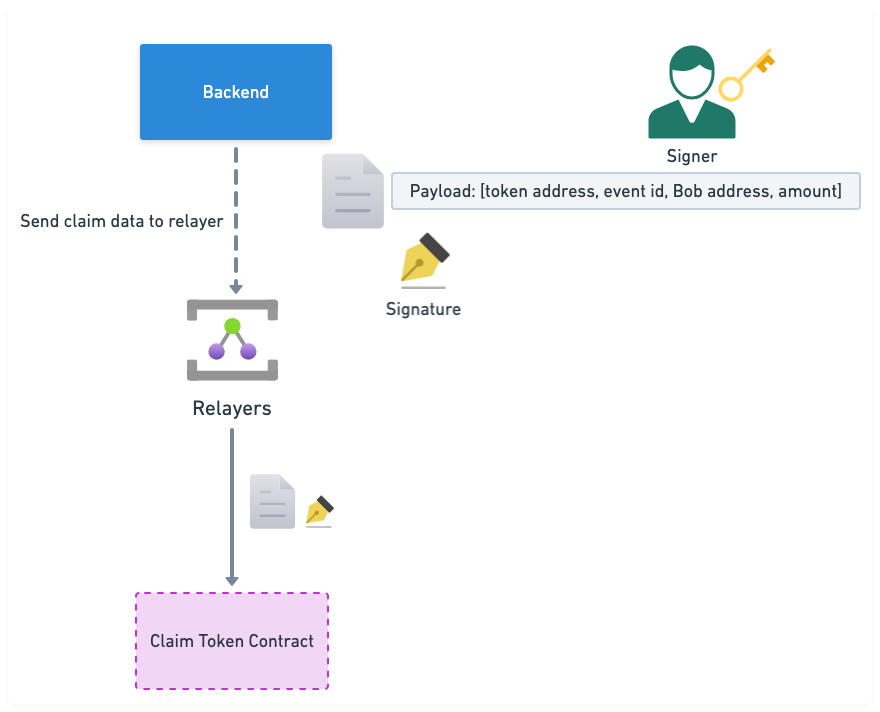 Backend
Signer
Payload: [token address, event id, Bob address, amount]
Send claim data to relayer
Signature
Relayers
Claim Token Contract